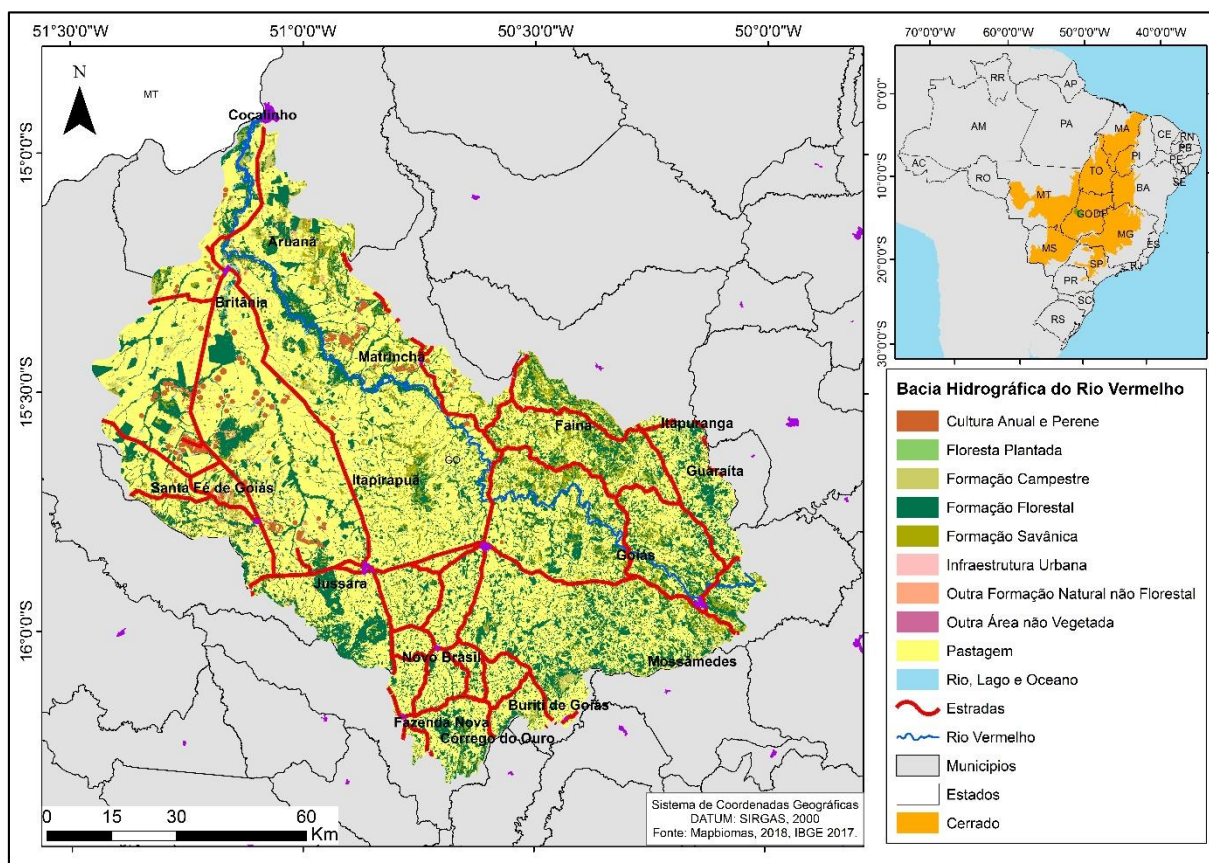 51°30'0"W 51°0'0"W 50°30'0"W 50°0'0"W
N
MT
Cocalinho
15°0'0"S
Aruanã
Britânia
Matrinchã
15°30'0"S
Faina
Itapuranga
GO
Guaraíta
Itapirapuã
Santa Fé de Goiás
Goiás
Jussara
16°0'0"S
Novo Brasil
Mossâmedes
Buriti de Goiás
Fazenda Nova
Córrego do Ouro
0 15 30 60
Km
Sistema de Coordenadas Geográficas
DATUM: SIRGAS, 2000
Fonte: Mapbiomas, 2018, IBGE 2017.
70°0'0"W 60°0'0"W 50°0'0"W 40°0'0"W
0°0'0"S
RR
AP
AM
PA
MA
CE
RN
PB
PI
PE
AC
TO
AL
SE
10°0'0"S
RO
BA
MT
GO
DF
MG
MS
ES
20°0'0"S
SP
RJ
PR
SC
RS
30°0'0"S
Bacia Hidrográfica do Rio Vermelho
Cultura Anual e Perene
Floresta Plantada
Formação Campestre
Formação Florestal
Formação Savânica
Infraestrutura Urbana
Outra Formação Natural não Florestal
Outra Área não Vegetada
Pastagem
Rio, Lago e Oceano
Estradas
Rio Vermelho
Municípios
Estados
Cerrado